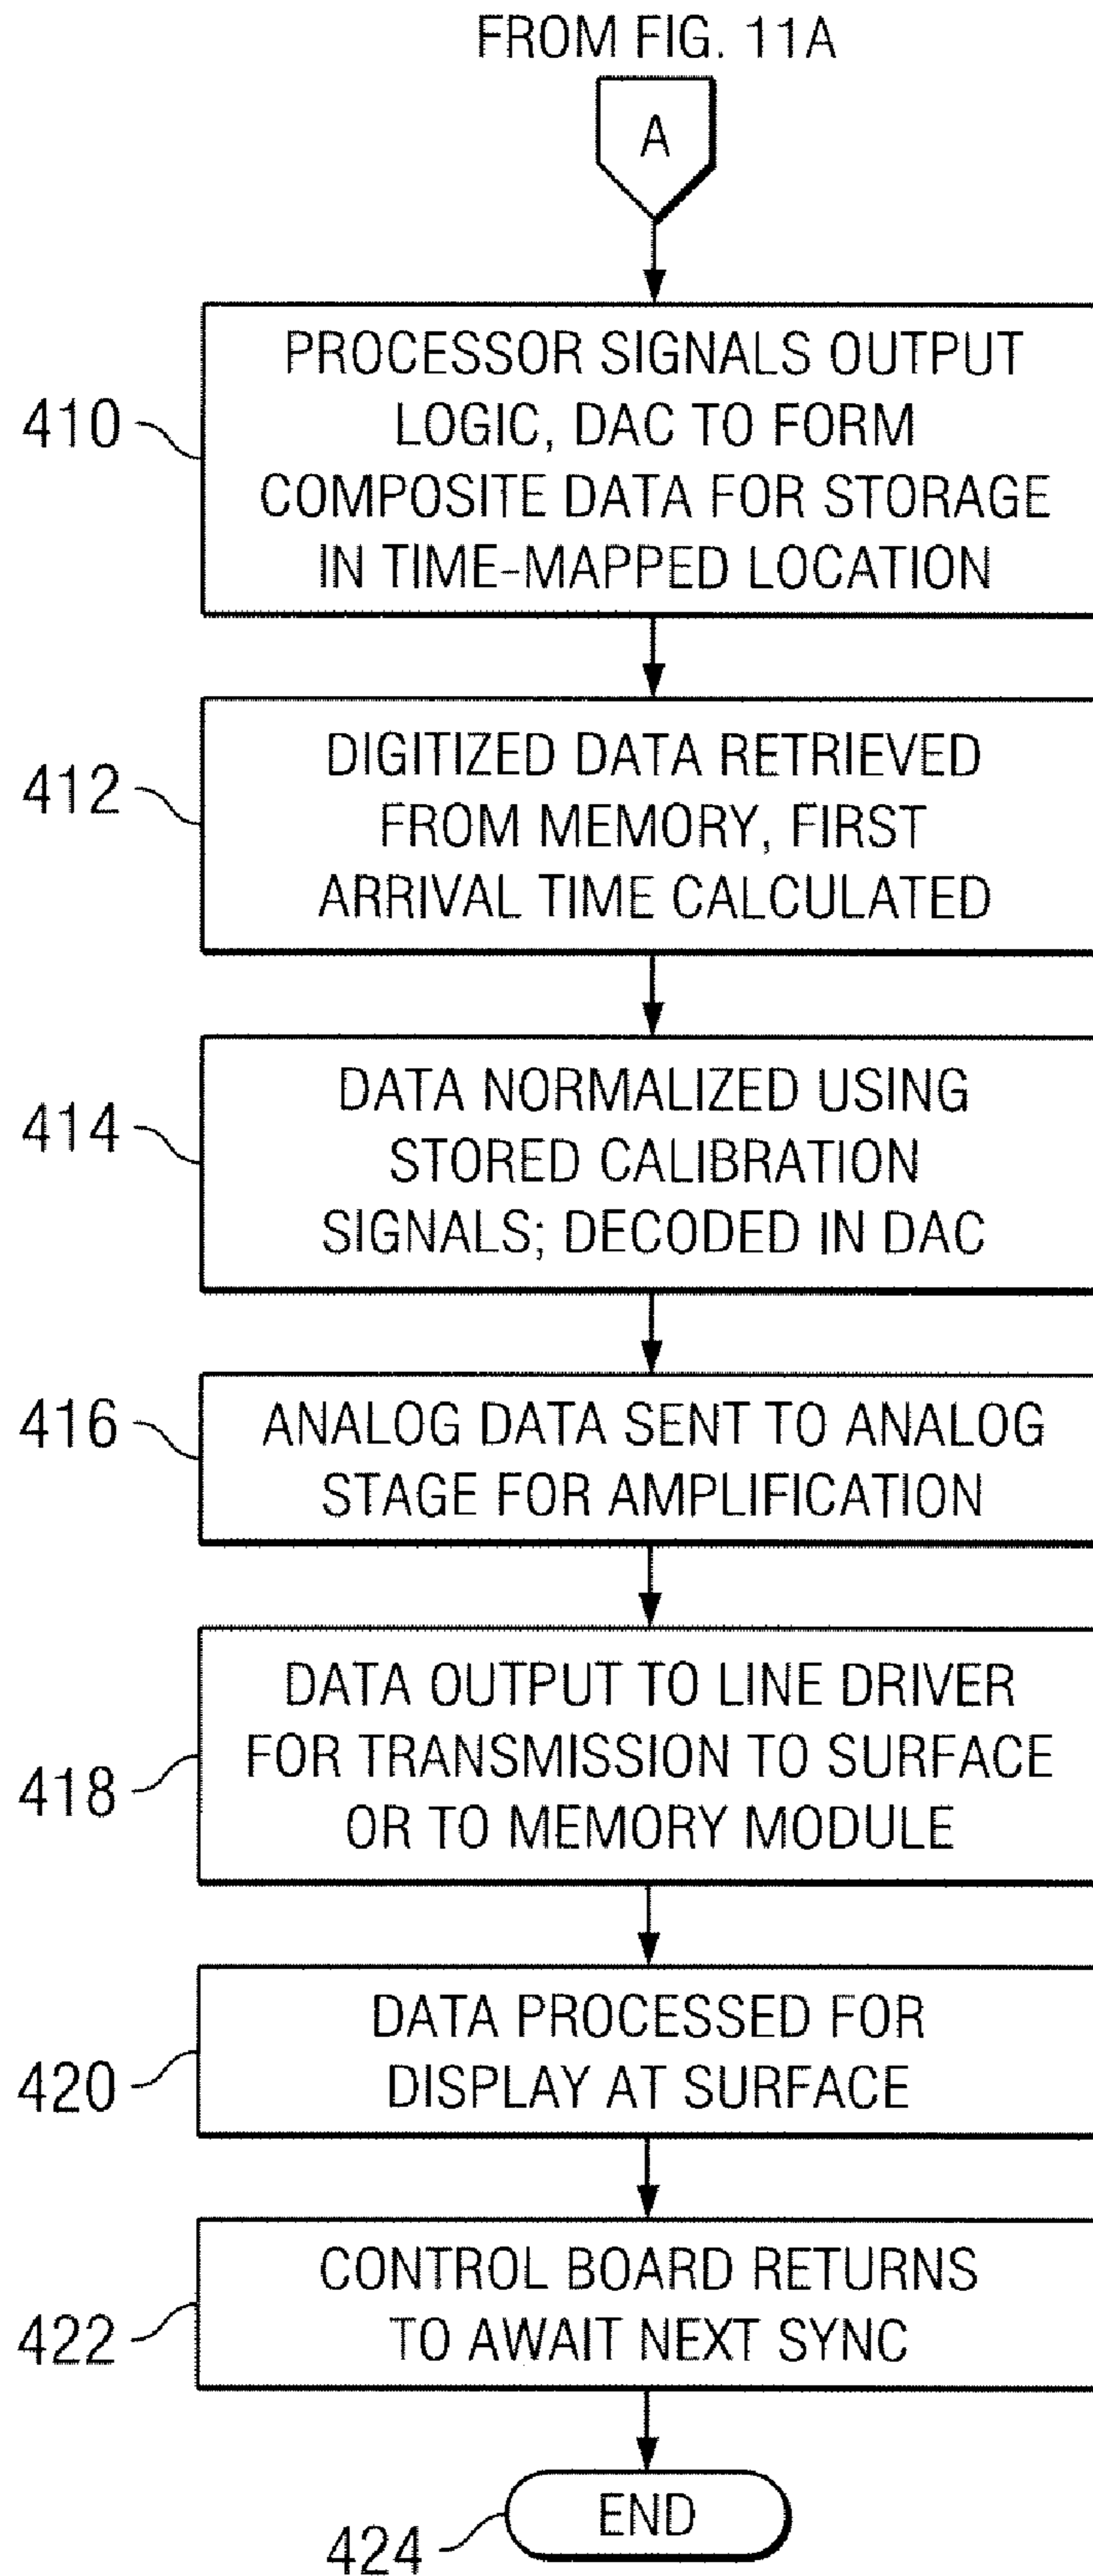 FROM FIG. 11A
A
410
PROCESSOR SIGNALS OUTPUT
LOGIC, DAC TO FORM
COMPOSITE DATA FOR STORAGE
IN TIME-MAPPED LOCATION
412
DIGITIZED DATA RETRIEVED
FROM MEMORY, FIRST
ARRIVAL TIME CALCULATED
414
DATA NORMALIZED USING
STORED CALIBRATION
SIGNALS; DECODED IN DAC
416
ANALOG DATA SENT TO ANALOG
STAGE FOR AMPLIFICATION
418
DATA OUTPUT TO LINE DRIVER
FOR TRANSMISSION TO SURFACE
OR TO MEMORY MODULE
420
DATA PROCESSED FOR
DISPLAY AT SURFACE
422
CONTROL BOARD RETURNS
TO AWAIT NEXT SYNC
424
END